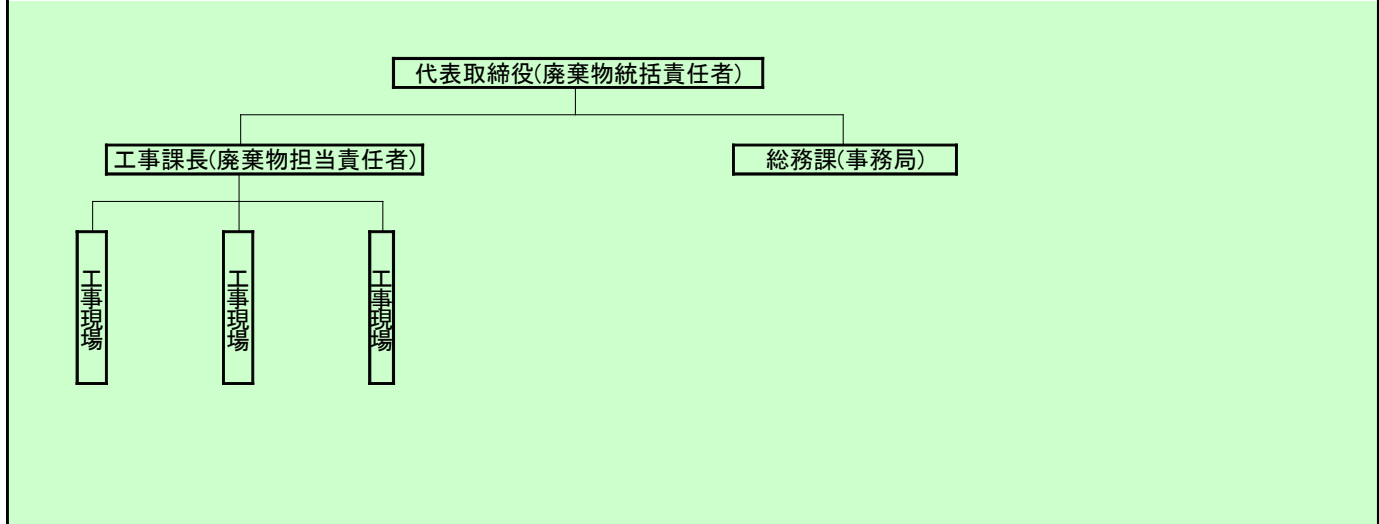 代表取締役(廃棄物統括責任者)
工事課長(廃棄物担当責任者)
総務課(事務局)
工事現場
工事現場
工事現場